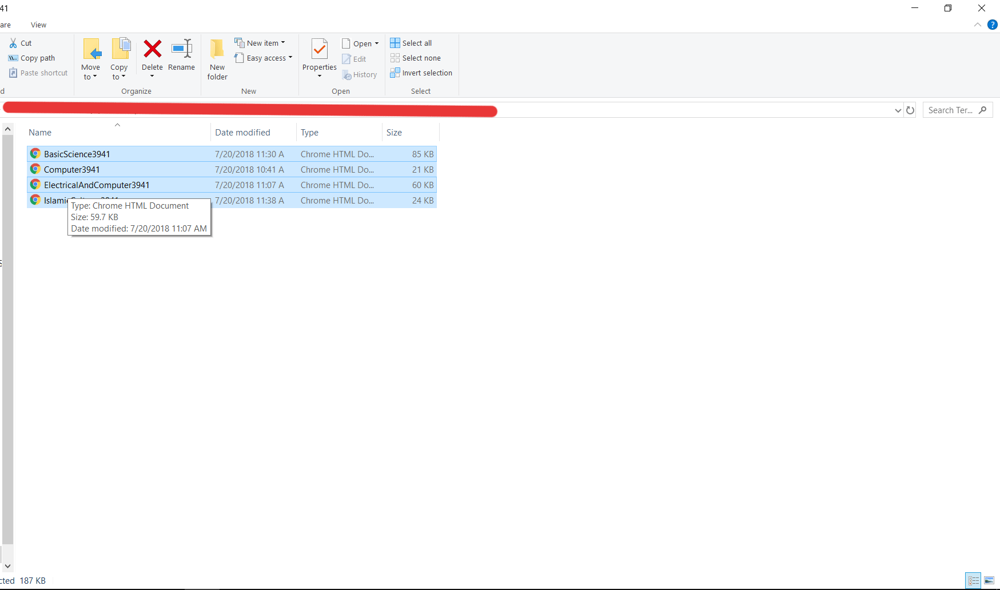 41
are View
Cut
Copy path
Paste shortcut
Move to
Copy to
Delete
Rename
Organize
New folder
New item
Easy access
New
Properties
Open
Edit
History
Open
Select all
Select none
Invert selection
Select
d
Search Ter...
Name Date modified Type Size
BasicScience3941 7/20/2018 11:30 A Chrome HTML Do... 85 KB
Computer3941 7/20/2018 10:41 A Chrome HTML Do... 21 KB
ElectricalAndComputer3941 7/20/2018 11:07 A Chrome HTML Do... 60 KB
Islamic 7/20/2018 11:38 A Chrome HTML Do... 24 KB
Type: Chrome HTML Document
Size: 59.7 KB
Date modified: 7/20/2018 11:07 AM
cted 187 KB